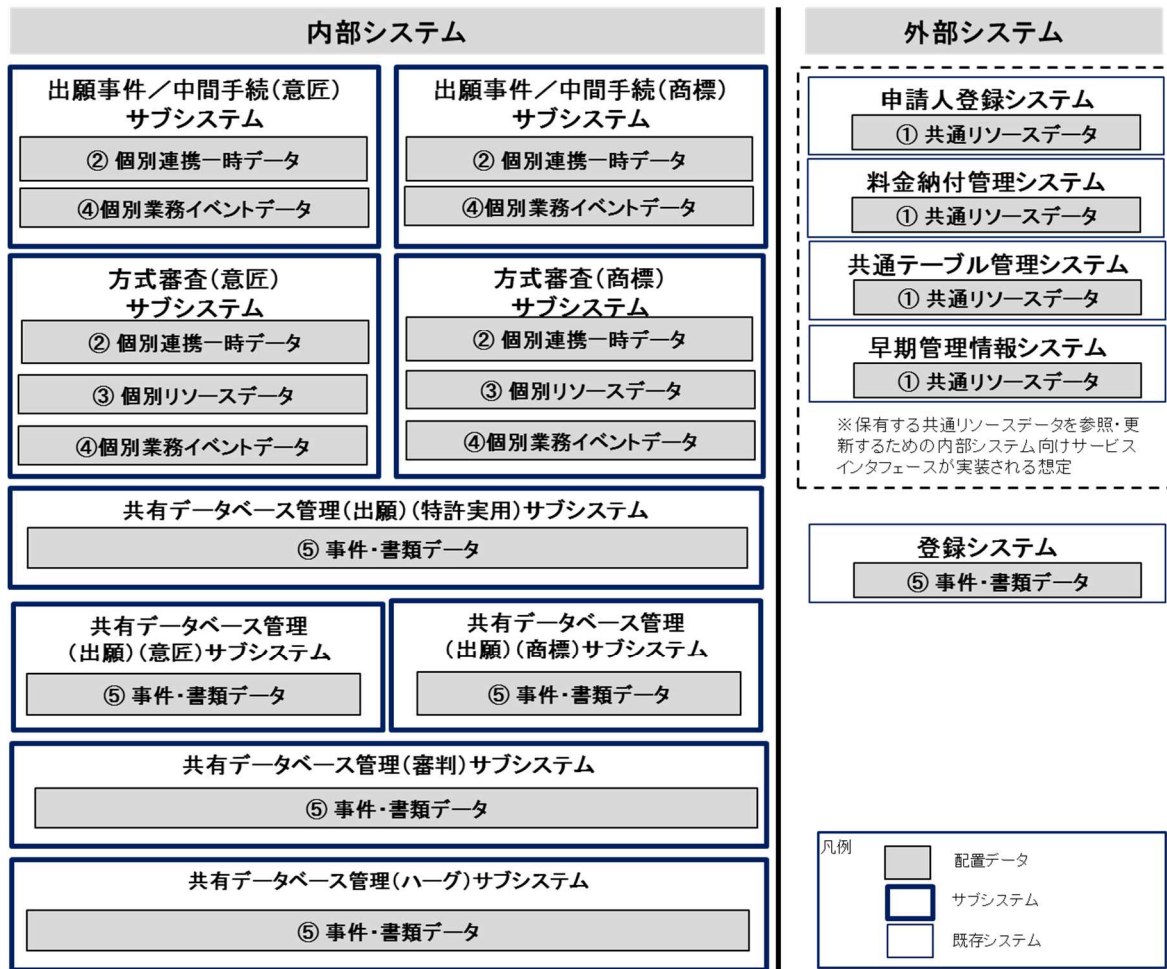 内部システム
出願事件／中間手続(意匠)
サブシステム
② 個別連携一時データ
④個別業務イベントデータ
出願事件／中間手続(商標)
サブシステム
② 個別連携一時データ
④個別業務イベントデータ
方式審査(意匠)
サブシステム
② 個別連携一時データ
③ 個別リソースデータ
④個別業務イベントデータ
方式審査(商標)
サブシステム
② 個別連携一時データ
③ 個別リソースデータ
④個別業務イベントデータ
共有データベース管理(出願)(特許実用)サブシステム
⑤ 事件・書類データ
共有データベース管理
(出願)(意匠)サブシステム
⑤ 事件・書類データ
共有データベース管理
(出願)(商標)サブシステム
⑤ 事件・書類データ
共有データベース管理(審判)サブシステム
⑤ 事件・書類データ
共有データベース管理(ハーグ)サブシステム
⑤ 事件・書類データ
外部システム
申請人登録システム
① 共通リソースデータ
料金納付管理システム
① 共通リソースデータ
共通テーブル管理システム
① 共通リソースデータ
早期管理情報システム
① 共通リソースデータ
※保有する共通リソースデータを参照・更
新するための内部システム向けサービス
インタフェースが実装される想定
登録システム
⑤ 事件・書類データ
凡例
配置データ
サブシステム
既存システム